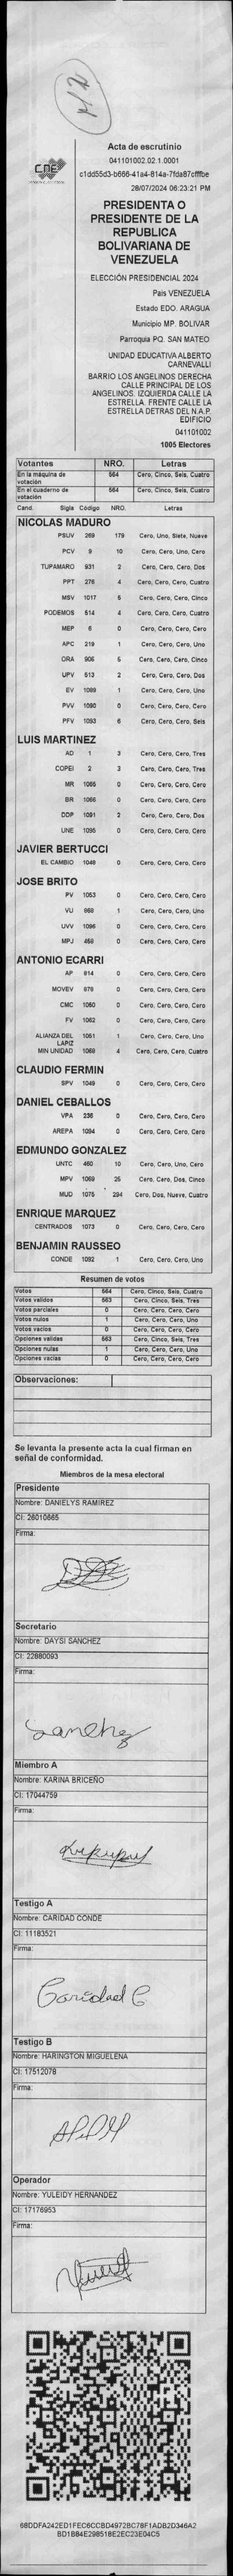 CNE
Acta de escrutinio
041101002.02.1.0001
c1dd55d3-b666-41a4-814a-7fda87cfffbe
28/07/2024 06:23:21 PM
PRESIDENTA O
PRESIDENTE DE LA
REPUBLICA
BOLIVARIANA DE
VENEZUELA
ELECCIÓN PRESIDENCIAL 2024
Pais VENEZUELA
Estado EDO. ARAGUA
Municipio MP. BOLIVAR
Parroquia PQ. SAN MATEO
UNIDAD EDUCATIVA ALBERTO
CARNEVALLI
BARRIO LOS ANGELINOS DERECHA
CALLE PRINCIPAL DE LOS
ANGELINOS. IZQUIERDA CALLE LA
ESTRELLA. FRENTE CALLE LA
ESTRELLA DETRAS DEL N.A.P.
EDIFICIO
041101002
1005 Electores
Votantes NRO. Letras
En la máquina de votación 564 Cero, Cinco, Seis, Cuatro
En el cuaderno de votación 564 Cero, Cinco, Seis, Cuatro
Cand. Sigla Código NRO. Letras
NICOLAS MADURO
PSUV 269 179 Cero, Uno, Siete, Nueve
PCV 9 10 Cero, Cero, Uno, Cero
TUPAMARO 931 2 Cero, Cero, Cero, Dos
PPT 276 4 Cero, Cero, Cero, Cuatro
MSV 1017 5 Cero, Cero, Cero, Cinco
PODEMOS 514 4 Cero, Cero, Cero, Cuatro
MEP 6 0 Cero, Cero, Cero, Cero
APC 219 1 Cero, Cero, Cero, Uno
ORA 906 5 Cero, Cero, Cero, Cinco
UPV 513 2 Cero, Cero, Cero, Dos
EV 1089 1 Cero, Cero, Cero, Uno
PVV 1090 0 Cero, Cero, Cero, Cero
PFV 1093 6 Cero, Cero, Cero, Seis
LUIS MARTINEZ
AD 1 3 Cero, Cero, Cero, Tres
COPEI 2 3 Cero, Cero, Cero, Tres
MR 1065 0 Cero, Cero, Cero, Cero
BR 1066 0 Cero, Cero, Cero, Cero
DDP 1091 2 Cero, Cero, Cero, Dos
UNE 1095 0 Cero, Cero, Cero, Cero
JAVIER BERTUCCI
EL CAMBIO 1048 0 Cero, Cero, Cero, Cero
JOSE BRITO
PV 1053 0 Cero, Cero, Cero, Cero
VU 868 1 Cero, Cero, Cero, Uno
UVV 1096 0 Cero, Cero, Cero, Cero
MPJ 459 0 Cero, Cero, Cero, Cero
ANTONIO ECARRI
AP 814 0 Cero, Cero, Cero, Cero
MOVEV 878 0 Cero, Cero, Cero, Cero
CMC 1050 0 Cero, Cero, Cero, Cero
FV 1062 0 Cero, Cero, Cero, Cero
ALIANZA DEL LAPIZ 1051 1 Cero, Cero, Cero, Uno
MIN UNIDAD 1068 4 Cero, Cero, Cero, Cuatro
CLAUDIO FERMIN
SPV 1049 0 Cero, Cero, Cero, Cero
DANIEL CEBALLOS
VPA 236 0 Cero, Cero, Cero, Cero
AREPA 1094 0 Cero, Cero, Cero, Cero
EDMUNDO GONZALEZ
UNTC 460 10 Cero, Cero, Uno, Cero
MPV 1069 25 Cero, Cero, Dos, Cinco
MUD 1075 294 Cero, Dos, Nueve, Cuatro
ENRIQUE MARQUEZ
CENTRADOS 1073 0 Cero, Cero, Cero, Cero
BENJAMIN RAUSSEO
CONDE 1092 1 Cero, Cero, Cero, Uno
Resumen de votos
Votos 564 Cero, Cinco, Seis, Cuatro
Votos validos 563 Cero, Cinco, Seis, Tres
Votos parciales 0 Cero, Cero, Cero, Cero
Votos nulos 1 Cero, Cero, Cero, Uno
Votos vacios 0 Cero, Cero, Cero, Cero
Opciones validas 563 Cero, Cinco, Seis, Tres
Opciones nulas 1 Cero, Cero, Cero, Uno
Opciones vacias 0 Cero, Cero, Cero, Cero
Observaciones:
Se levanta la presente acta la cual firman en
señal de conformidad.
Miembros de la mesa electoral
Presidente
Nombre: DANIELYS RAMIREZ
CI: 26010665
Firma:
Secretario
Nombre: DAYSI SANCHEZ
CI: 22880093
Firma:
Sanchez
Miembro A
Nombre: KARINA BRICEÑO
CI: 17044759
Firma:
Testigo A
Nombre: CARIDAD CONDE
CI: 11183521
Firma:
Caridad C
Testigo B
Nombre: HARINGTON MIGUELENA
CI: 17512078
Firma:
Operador
Nombre: YULEIDY HERNANDEZ
CI: 17176953
Firma:
68DDFA242ED1FEC6CC8D4972BC78F1ADB2D346A2
BD1B84E298518E2EC23E04C5